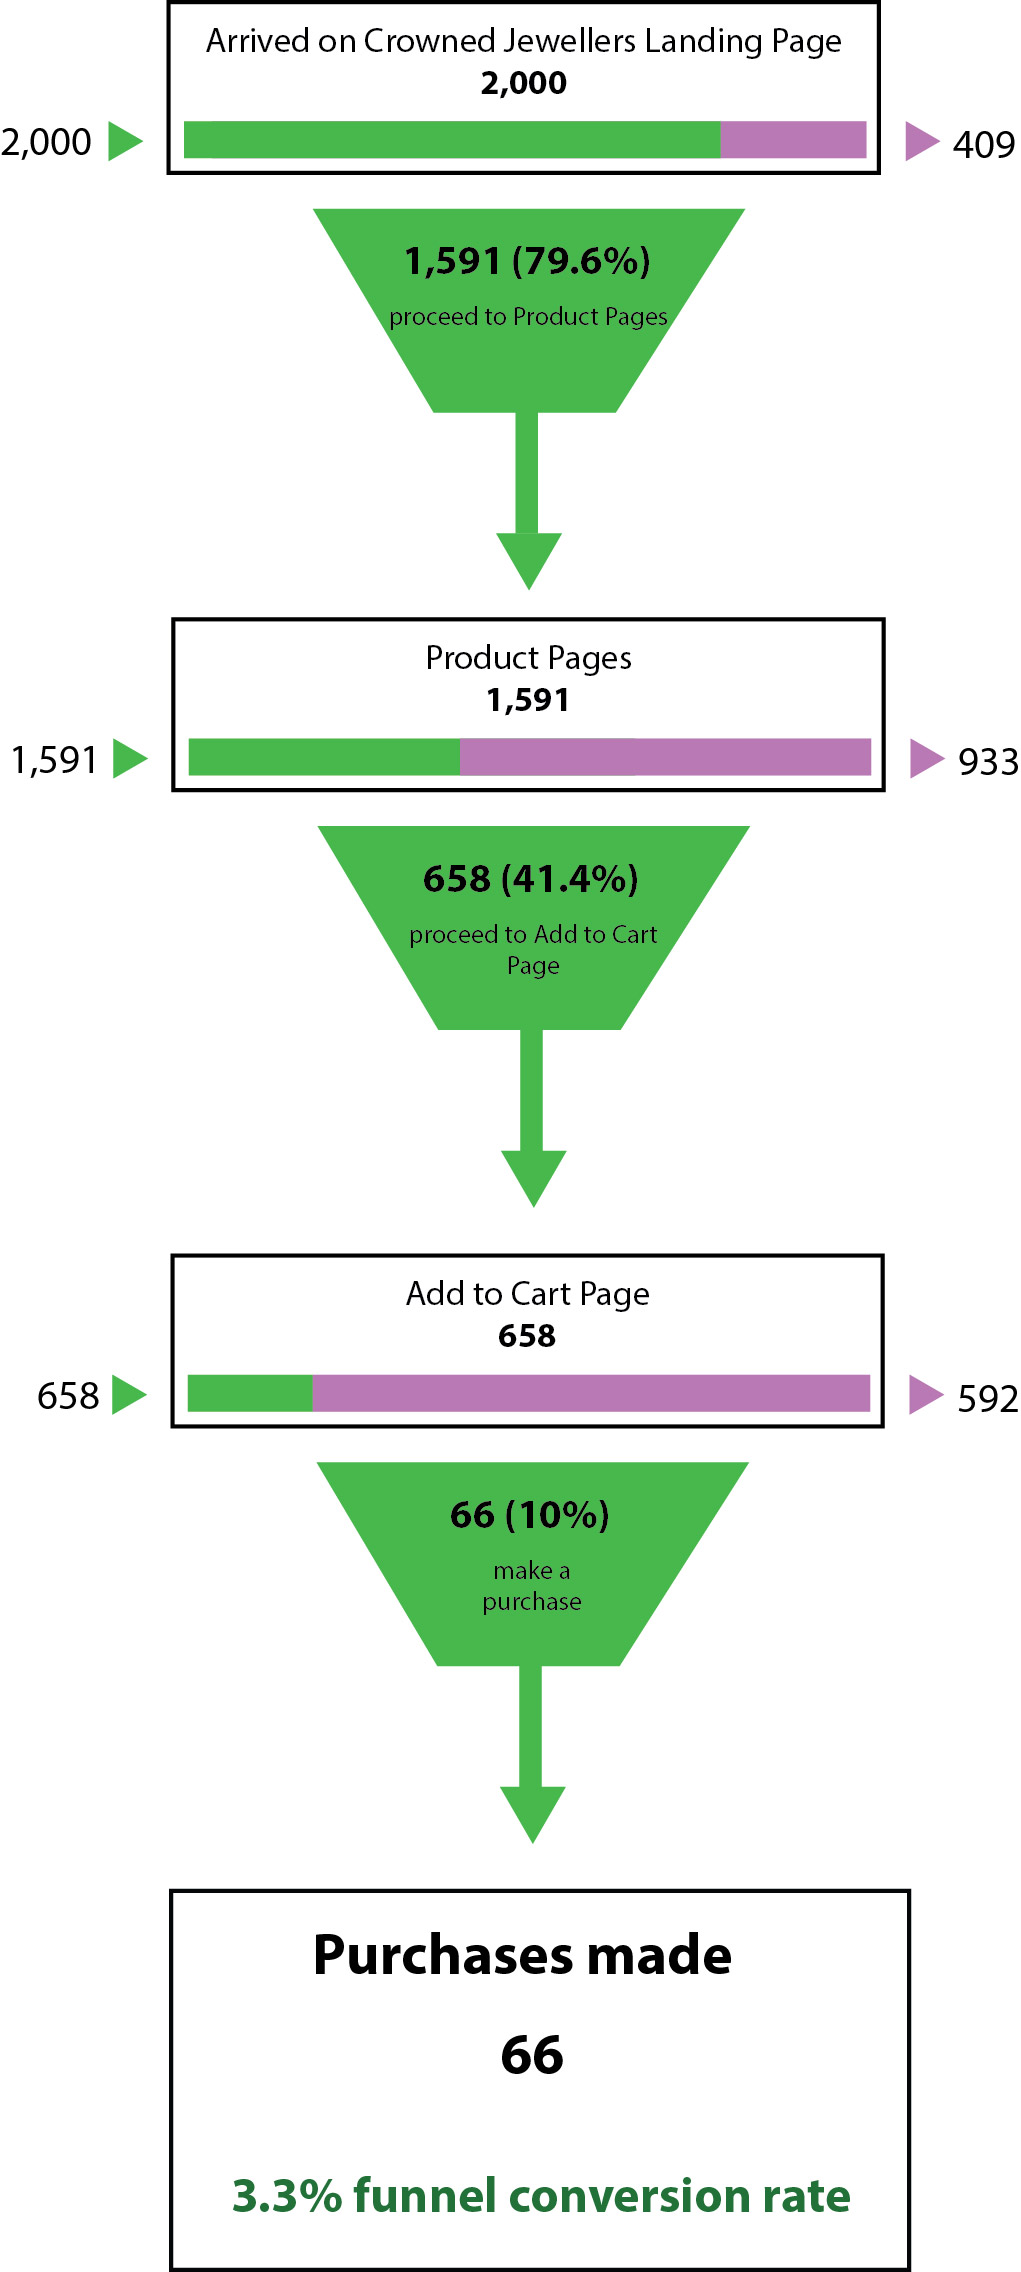 Arrived on Crowned Jewellers Landing Page
2,000
2,000
409
1,591 (79.6%)
proceed to Product Pages
Product Pages
1,591
1,591
933
658 (41.4%)
proceed to Add to Cart
Page
Add to Cart Page
658
658
592
66 (10%)
make a
purchase
Purchases made
66
3.3% funnel conversion rate